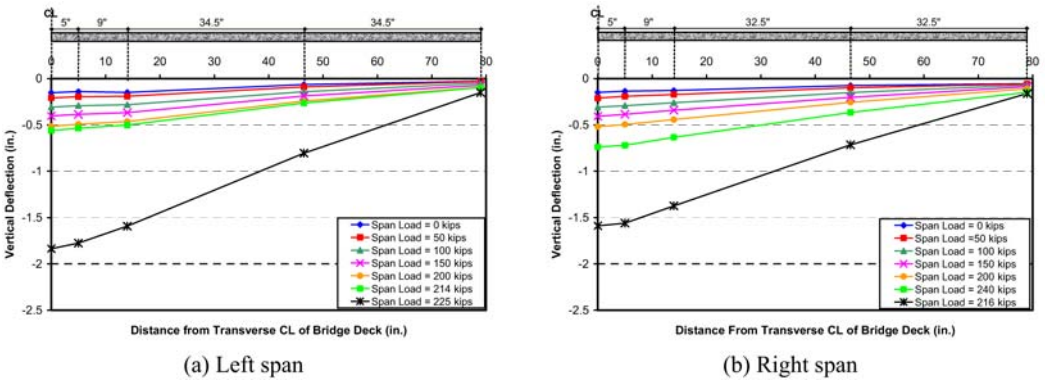 CL
5" 9" 34.5" 34.5"
0 10 20 30 40 50 60 70 80
0
-0.5
-1
-1.5
-2
-2.5
Vertical Deflection (in.)
Span Load = 0 kips
Span Load = 50 kips
Span Load = 100 kips
Span Load = 150 kips
Span Load = 200 kips
Span Load = 214 kips
Span Load = 225 kips
Distance from Transverse CL of Bridge Deck (in.)
(a) Left span
CL
5" 9" 32.5" 32.5"
0 10 20 30 40 50 60 70 80
0
-0.5
-1
-1.5
-2
-2.5
Vertical Deflection (in.)
Span Load = 0 kips
Span Load =50 kips
Span Load = 100 kips
Span Load = 150 kips
Span Load = 200 kips
Span Load = 240 kips
Span Load = 216 kips
Distance From Transverse CL of Bridge Deck (in.)
(b) Right span